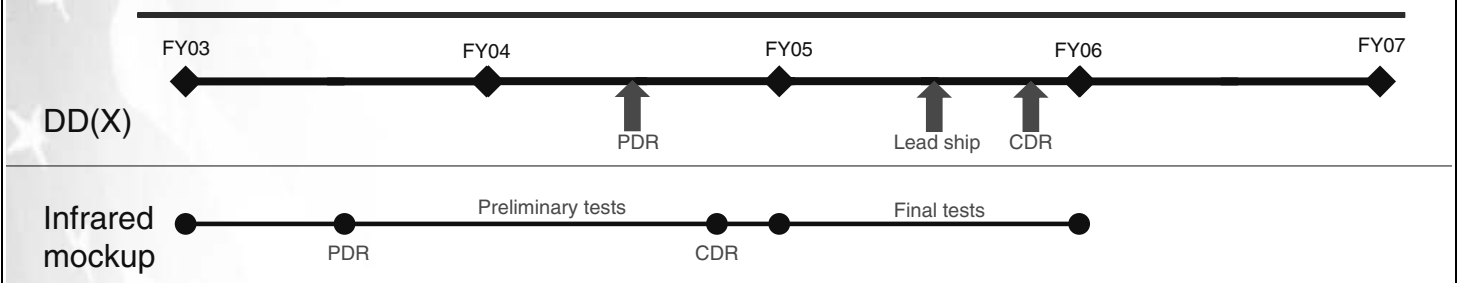 FY03
FY04
FY05
FY06
FY07
DD(X)
PDR
Lead ship
CDR
Infrared
mockup
Preliminary tests
Final tests
PDR
CDR